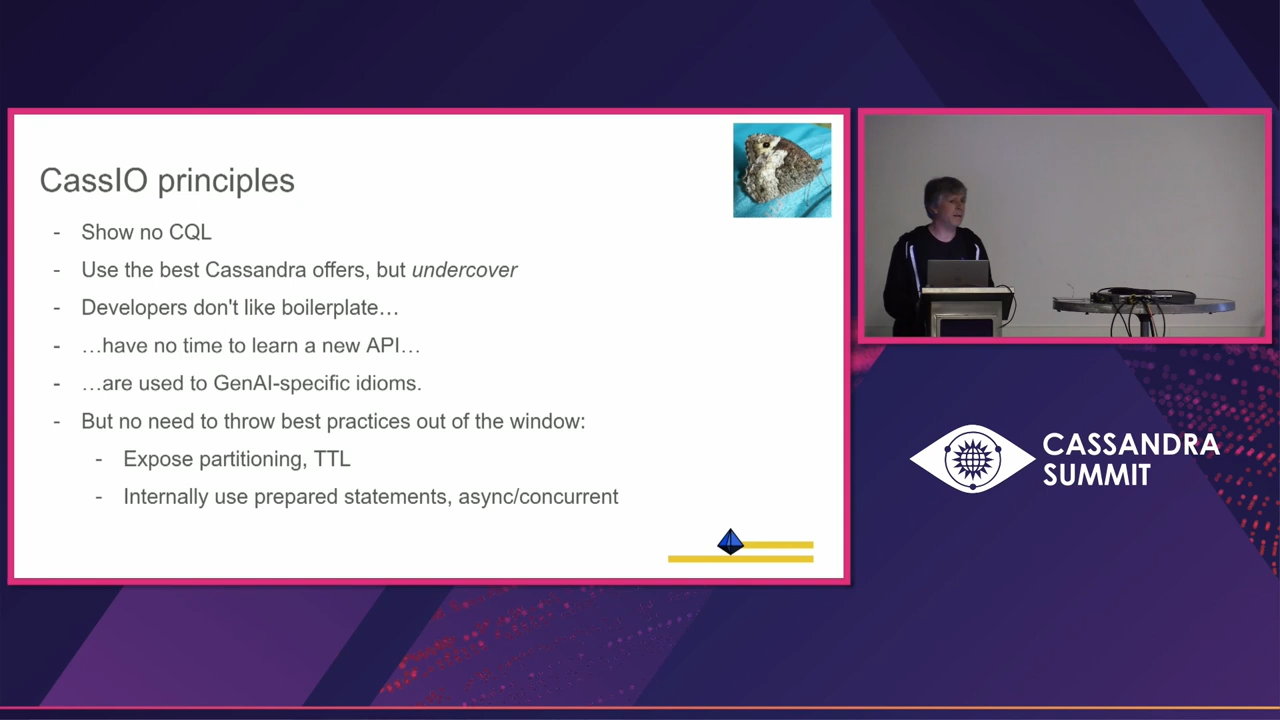 CassIO principles
- Show no CQL
- Use the best Cassandra offers, but undercover
- Developers don't like boilerplate…
- …have no time to learn a new API…
- …are used to GenAI-specific idioms.
- But no need to throw best practices out of the window:
- Expose partitioning, TTL
- Internally use prepared statements, async/concurrent
CASSANDRA
SUMMIT